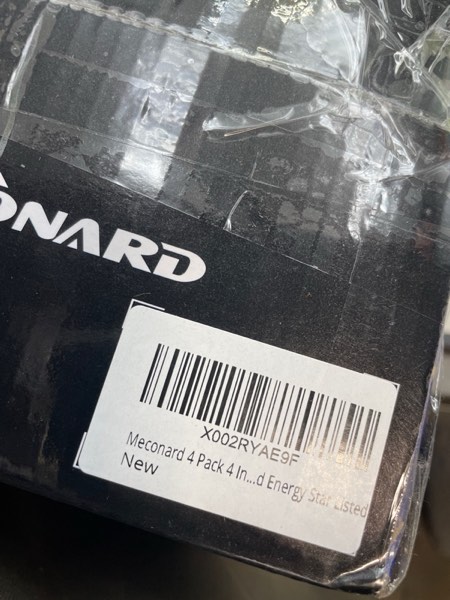 ONARD
X002RYAE9F
Meconard 4 Pack 4 In...d Energy Star Listed
New